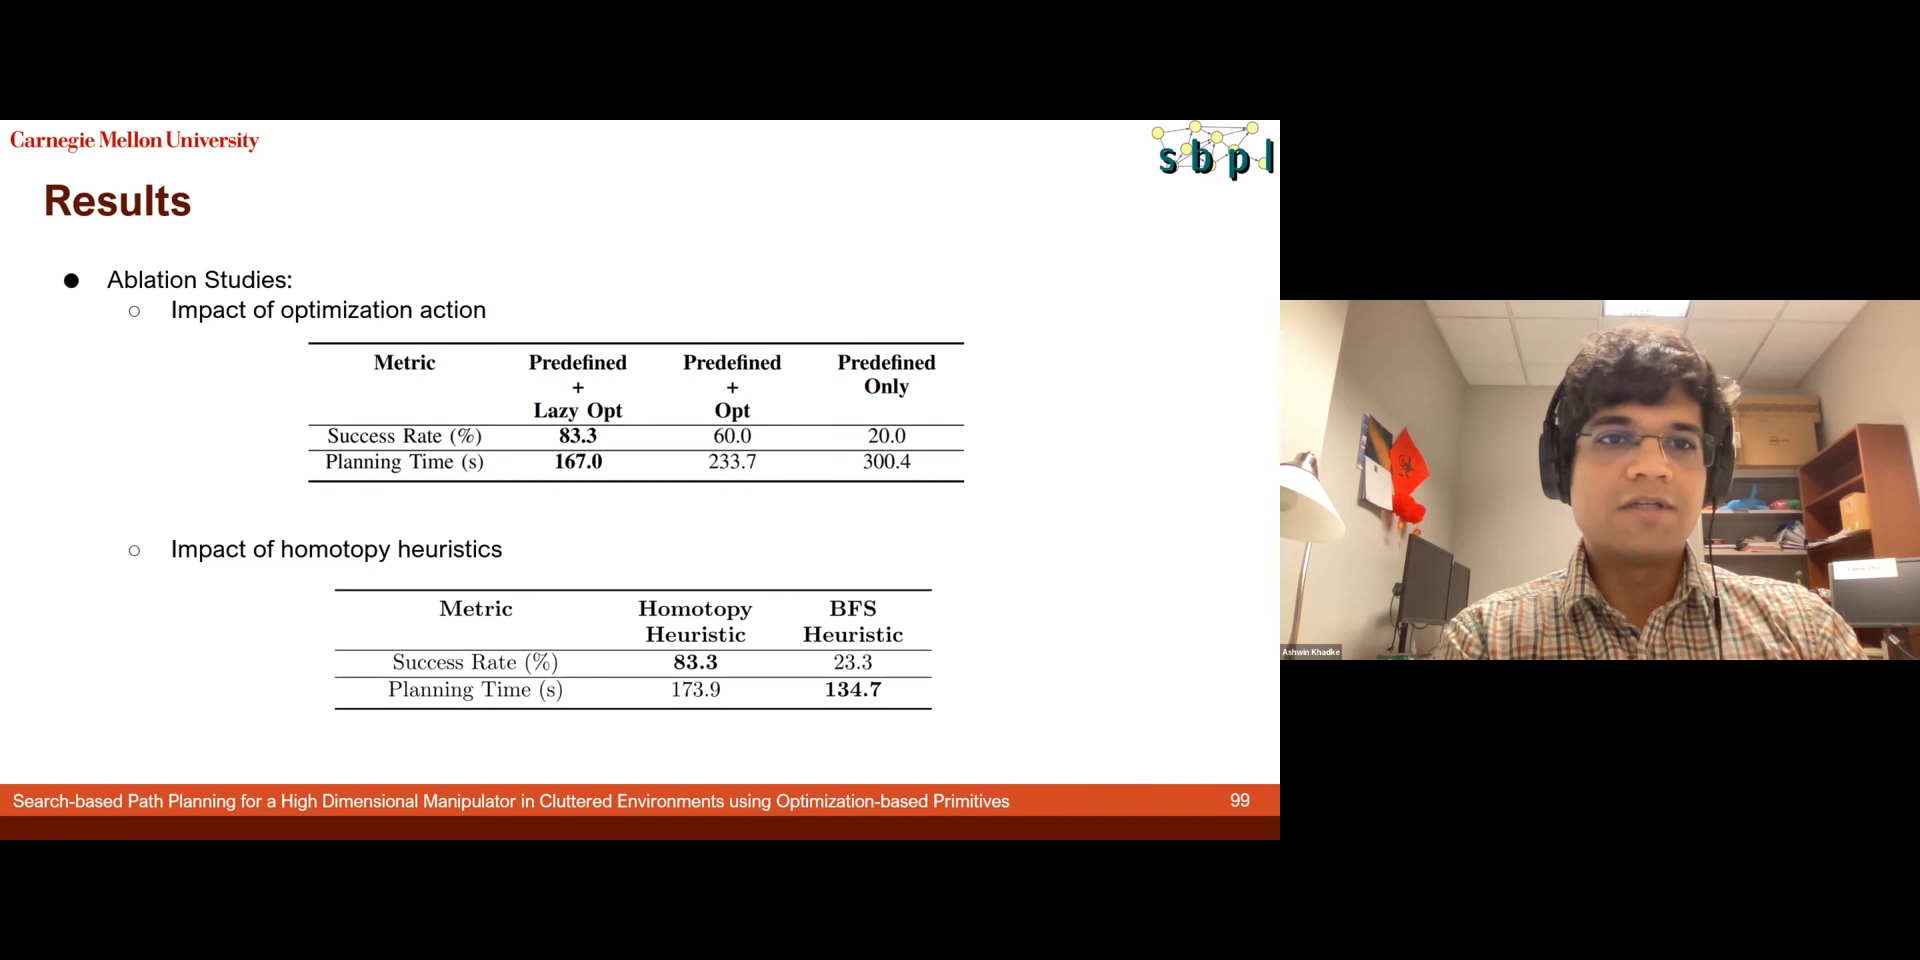 Carnegie Mellon University
sbpl
Results
Ablation Studies:
Impact of optimization action
Metric Predefined + Lazy Opt Predefined + Opt Predefined Only
Success Rate (%) 83.3 60.0 20.0
Planning Time (s) 167.0 233.7 300.4
Impact of homotopy heuristics
Metric Homotopy Heuristic BFS Heuristic
Success Rate (%) 83.3 23.3
Planning Time (s) 173.9 134.7
Search-based Path Planning for a High Dimensional Manipulator in Cluttered Environments using Optimization-based Primitives 99
Ashwin Khadke